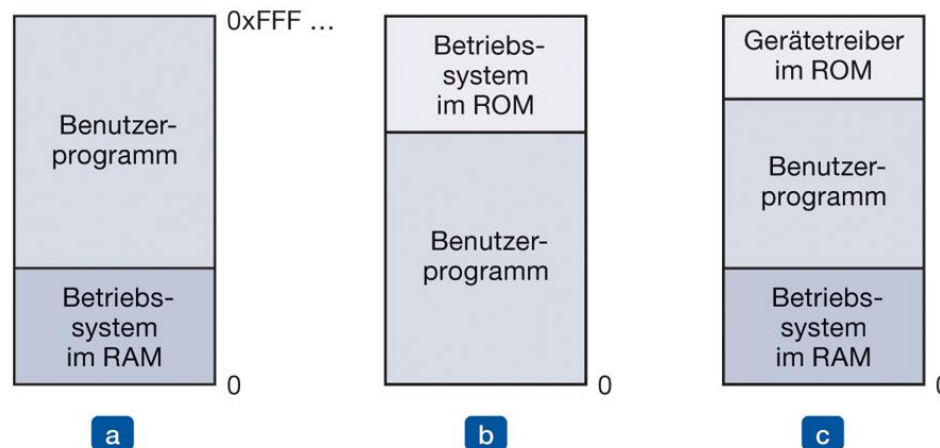 0xFFF ...
Benutzer-
programm
Betriebs-
system
im RAM
0
a
Betriebs-
system
im ROM
Benutzer-
programm
0
b
Gerätetreiber
im ROM
Benutzer-
programm
Betriebs-
system
im RAM
0
c